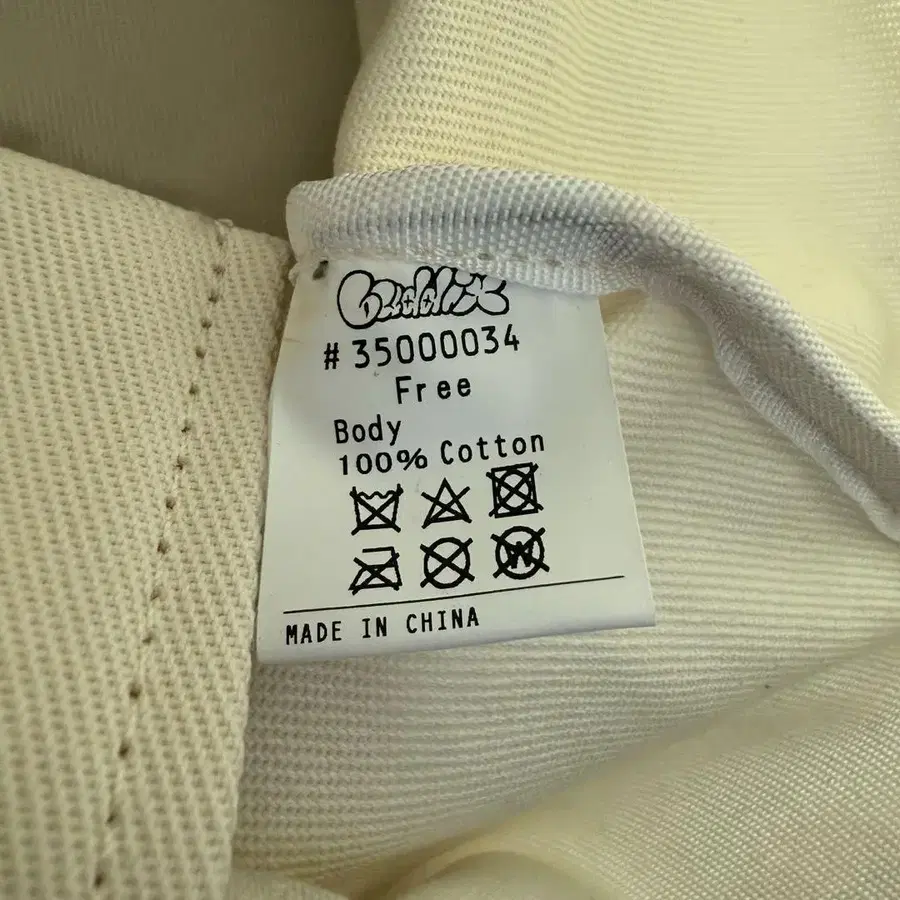 # 35000034
Free
Body
100% Cotton
W
MADE IN CHINA